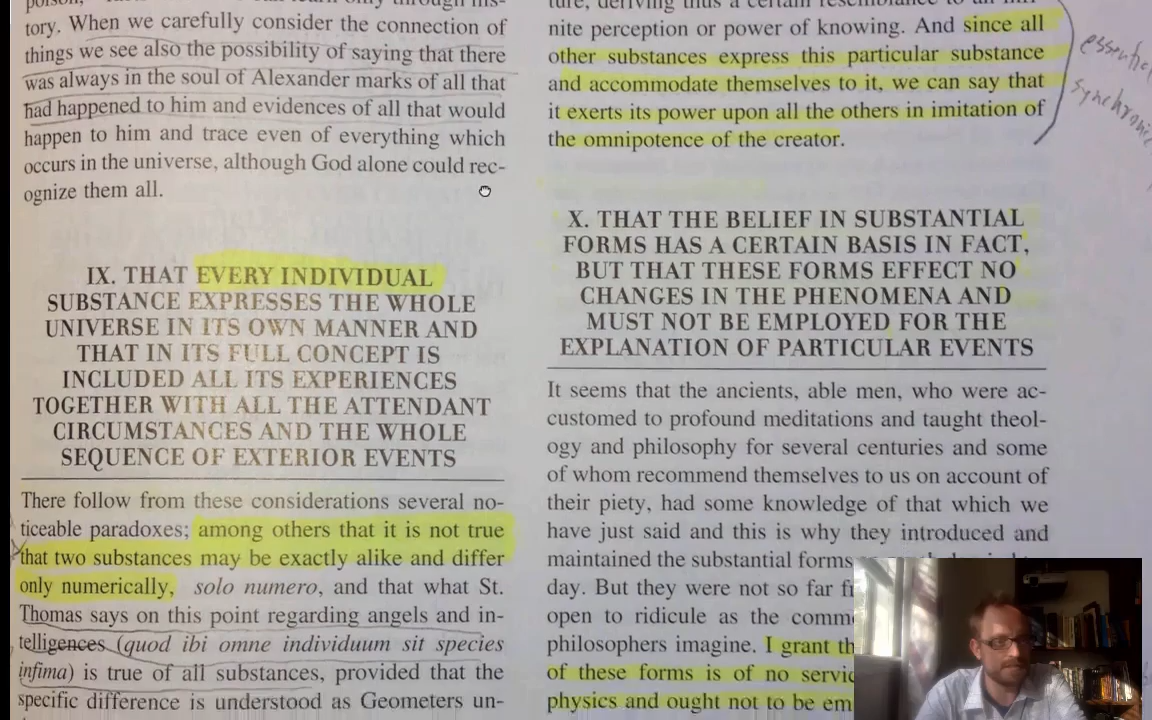 poison,
tory. When we carefully consider the connection of
things we see also the possibility of saying that there
was always in the soul of Alexander marks of all that
had happened to him and evidences of all that would
happen to him and trace even of everything which
occurs in the universe, although God alone could rec-
ognize them all.
IX. THAT EVERY INDIVIDUAL
SUBSTANCE EXPRESSES THE WHOLE
UNIVERSE IN ITS OWN MANNER AND
THAT IN ITS FULL CONCEPT IS
INCLUDED ALL ITS EXPERIENCES
TOGETHER WITH ALL THE ATTENDANT
CIRCUMSTANCES AND THE WHOLE
SEQUENCE OF EXTERIOR EVENTS
There follow from these considerations several no-
ticeable paradoxes; among others that it is not true
that two substances may be exactly alike and differ
only numerically, solo numero, and that what St.
Thomas says on this point regarding angels and in-
telligences (quod ibi omne individuum sit species
infima) is true of all substances, provided that the
specific difference is understood as Geometers un-
ture, deriving thus a certain resemblance to an infi-
nite perception or power of knowing. And since all
other substances express this particular substance
and accommodate themselves to it, we can say that
it exerts its power upon all the others in imitation of
the omnipotence of the creator.
essential
synchronic
X. THAT THE BELIEF IN SUBSTANTIAL
FORMS HAS A CERTAIN BASIS IN FACT,
BUT THAT THESE FORMS EFFECT NO
CHANGES IN THE PHENOMENA AND
MUST NOT BE EMPLOYED FOR THE
EXPLANATION OF PARTICULAR EVENTS
It seems that the ancients, able men, who were ac-
customed to profound meditations and taught theol-
ogy and philosophy for several centuries and some
of whom recommend themselves to us on account of
their piety, had some knowledge of that which we
have just said and this is why they introduced and
maintained the substantial forms
day. But they were not so far fr
open to ridicule as the comm
philosophers imagine. I grant th
of these forms is of no servic
physics and ought not to be em